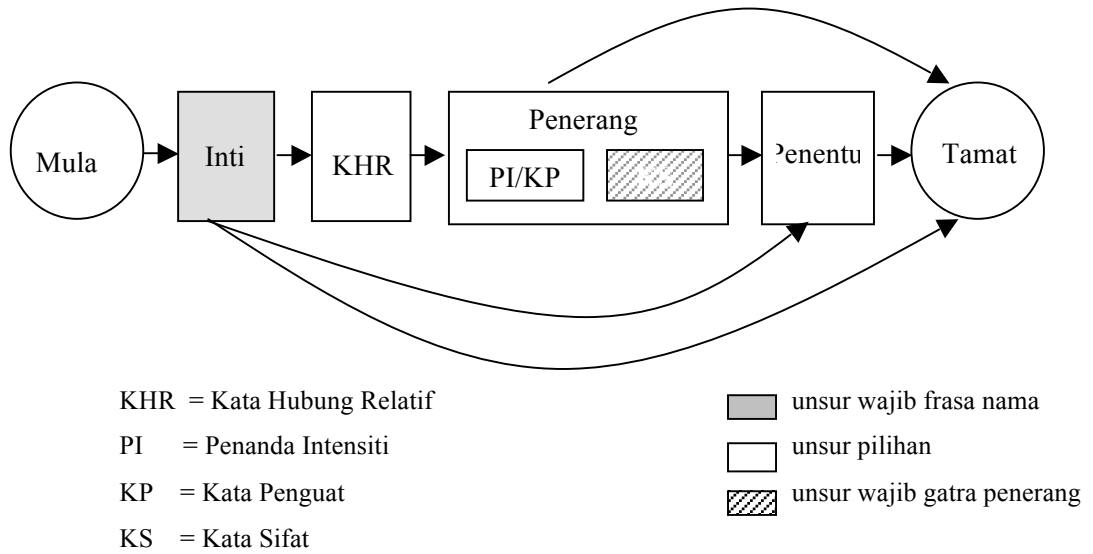 Mula
Inti
KHR
Penerang
PI/KP
Penentu
Tamat
KHR = Kata Hubung Relatif
PI = Penanda Intensiti
KP = Kata Penguat
KS = Kata Sifat
unsur wajib frasa nama
unsur pilihan
unsur wajib gatra penerang